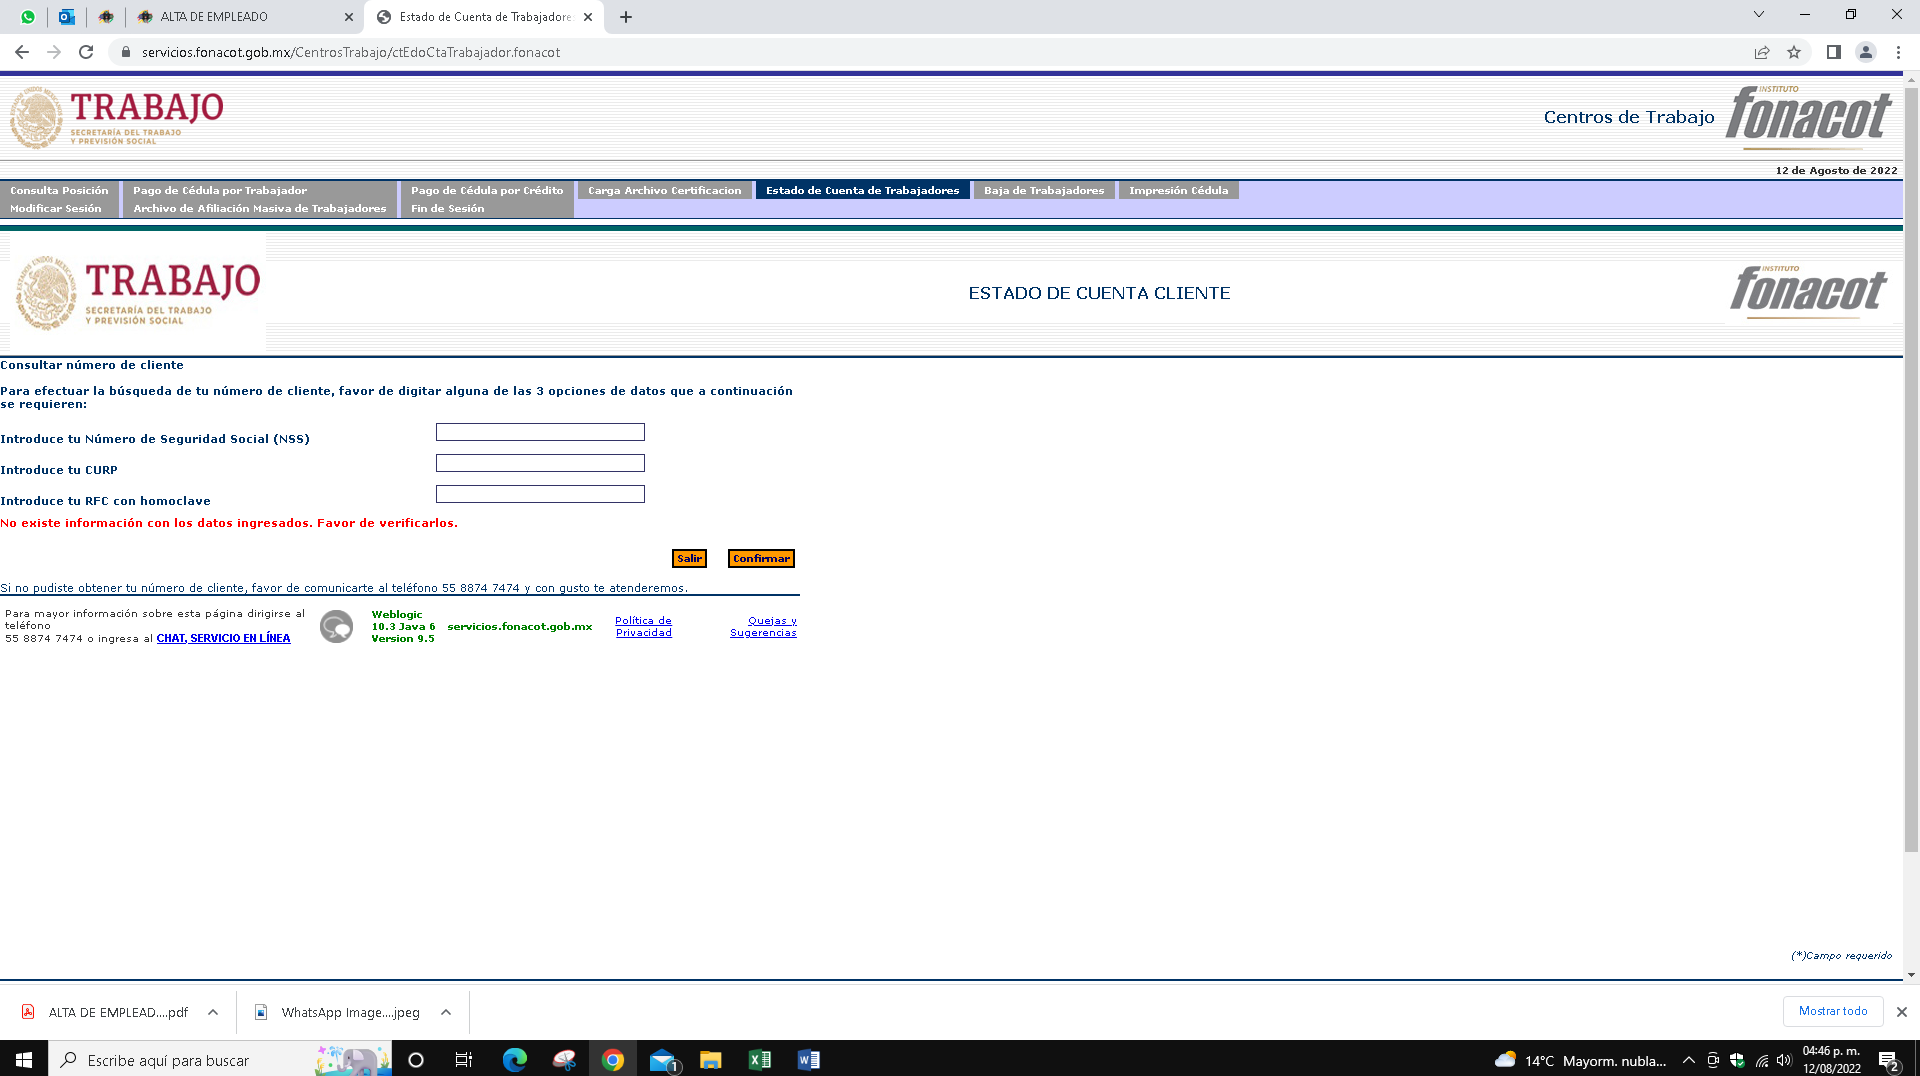 ALTA DE EMPLEADO
Estado de Cuenta de Trabajadore
servicios.fonacot.gob.mx/CentrosTrabajo/ctEdoCtaTrabajador.fonacot
TRABAJO
SECRETARÍA DEL TRABAJO
Y PREVISIÓN SOCIAL
Centros de Trabajo
INSTITUTO
fonacot
12 de Agosto de 2022
Consulta Posición
Pago de Cédula por Trabajador
Pago de Cédula por Crédito
Carga Archivo Certificacion
Estado de Cuenta de Trabajadores
Baja de Trabajadores
Impresión Cédula
Modificar Sesión
Archivo de Afiliación Masiva de Trabajadores
Fin de Sesión
TRABAJO
SECRETARÍA DEL TRABAJO
Y PREVISIÓN SOCIAL
ESTADO DE CUENTA CLIENTE
INSTITUTO
fonacot
Consultar número de cliente
Para efectuar la búsqueda de tu número de cliente, favor de digitar alguna de las 3 opciones de datos que a continuación
se requieren:
Introduce tu Número de Seguridad Social (NSS)
Introduce tu CURP
Introduce tu RFC con homoclave
No existe información con los datos ingresados. Favor de verificarlos.
Salir
Confirmar
Si no pudiste obtener tu número de cliente, favor de comunicarte al teléfono 55 8874 7474 y con gusto te atenderemos.
Para mayor información sobre esta página dirigirse al
teléfono
55 8874 7474 o ingresa al CHAT, SERVICIO EN LÍNEA
Weblogic
10.3 Java 6
Version 9.5
servicios.fonacot.gob.mx
Política de
Privacidad
Quejas y
Sugerencias
(*)Campo requerido
ALTA DE EMPLEAD....pdf
WhatsApp Image....jpeg
Mostrar todo
Escribe aquí para buscar
1
14°C Mayorm. nubla...
04:46 p. m.
12/08/2022
2